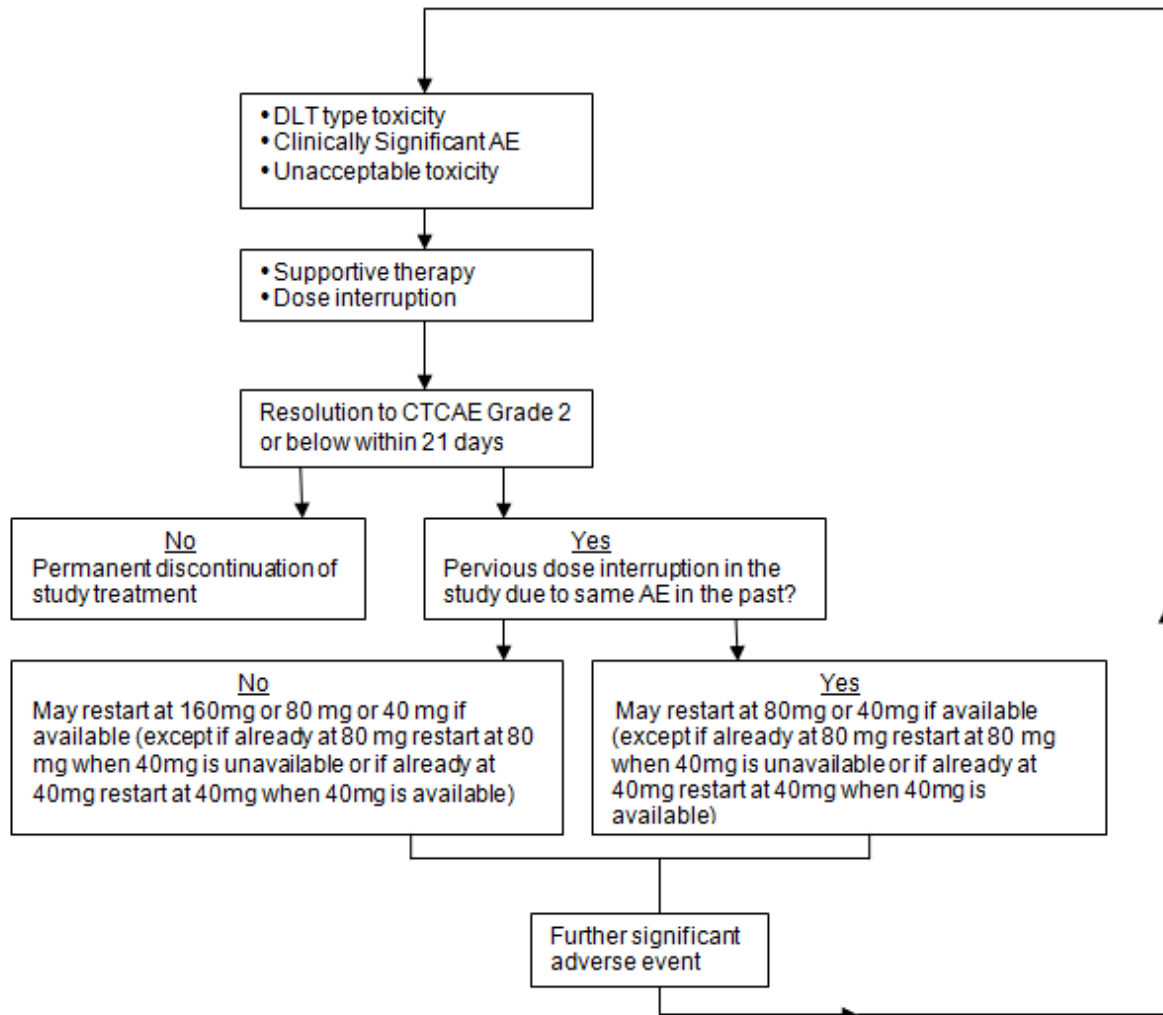 • DLT type toxicity
• Clinically Significant AE
• Unacceptable toxicity
• Supportive therapy
• Dose interruption
Resolution to CTCAE Grade 2
or below within 21 days
No
Permanent discontinuation of
study treatment
Yes
Pervious dose interruption in the
study due to same AE in the past?
No
May restart at 160mg or 80 mg or 40 mg if
available (except if already at 80 mg restart at 80
mg when 40mg is unavailable or if already at
40mg restart at 40mg when 40mg is available)
Yes
May restart at 80mg or 40mg if available
(except if already at 80 mg restart at 80 mg
when 40mg is unavailable or if already at
40mg restart at 40mg when 40mg is
available)
Further significant
adverse event